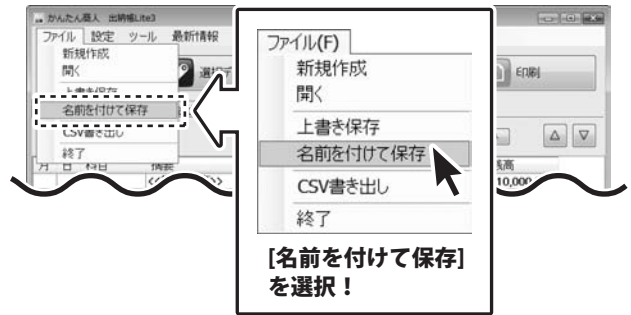 かんたん商人 出納帳Lite3
ファイル 設定 ツール 最新情報
新規作成
開く
上書き保存
名前を付けて保存
CSV書き出し
終了
選択
印刷
月 日 科目 摘要
残高
<<
>>
10,000
ファイル(F)
新規作成
開く
上書き保存
名前を付けて保存
CSV書き出し
終了
[名前を付けて保存]
を選択！